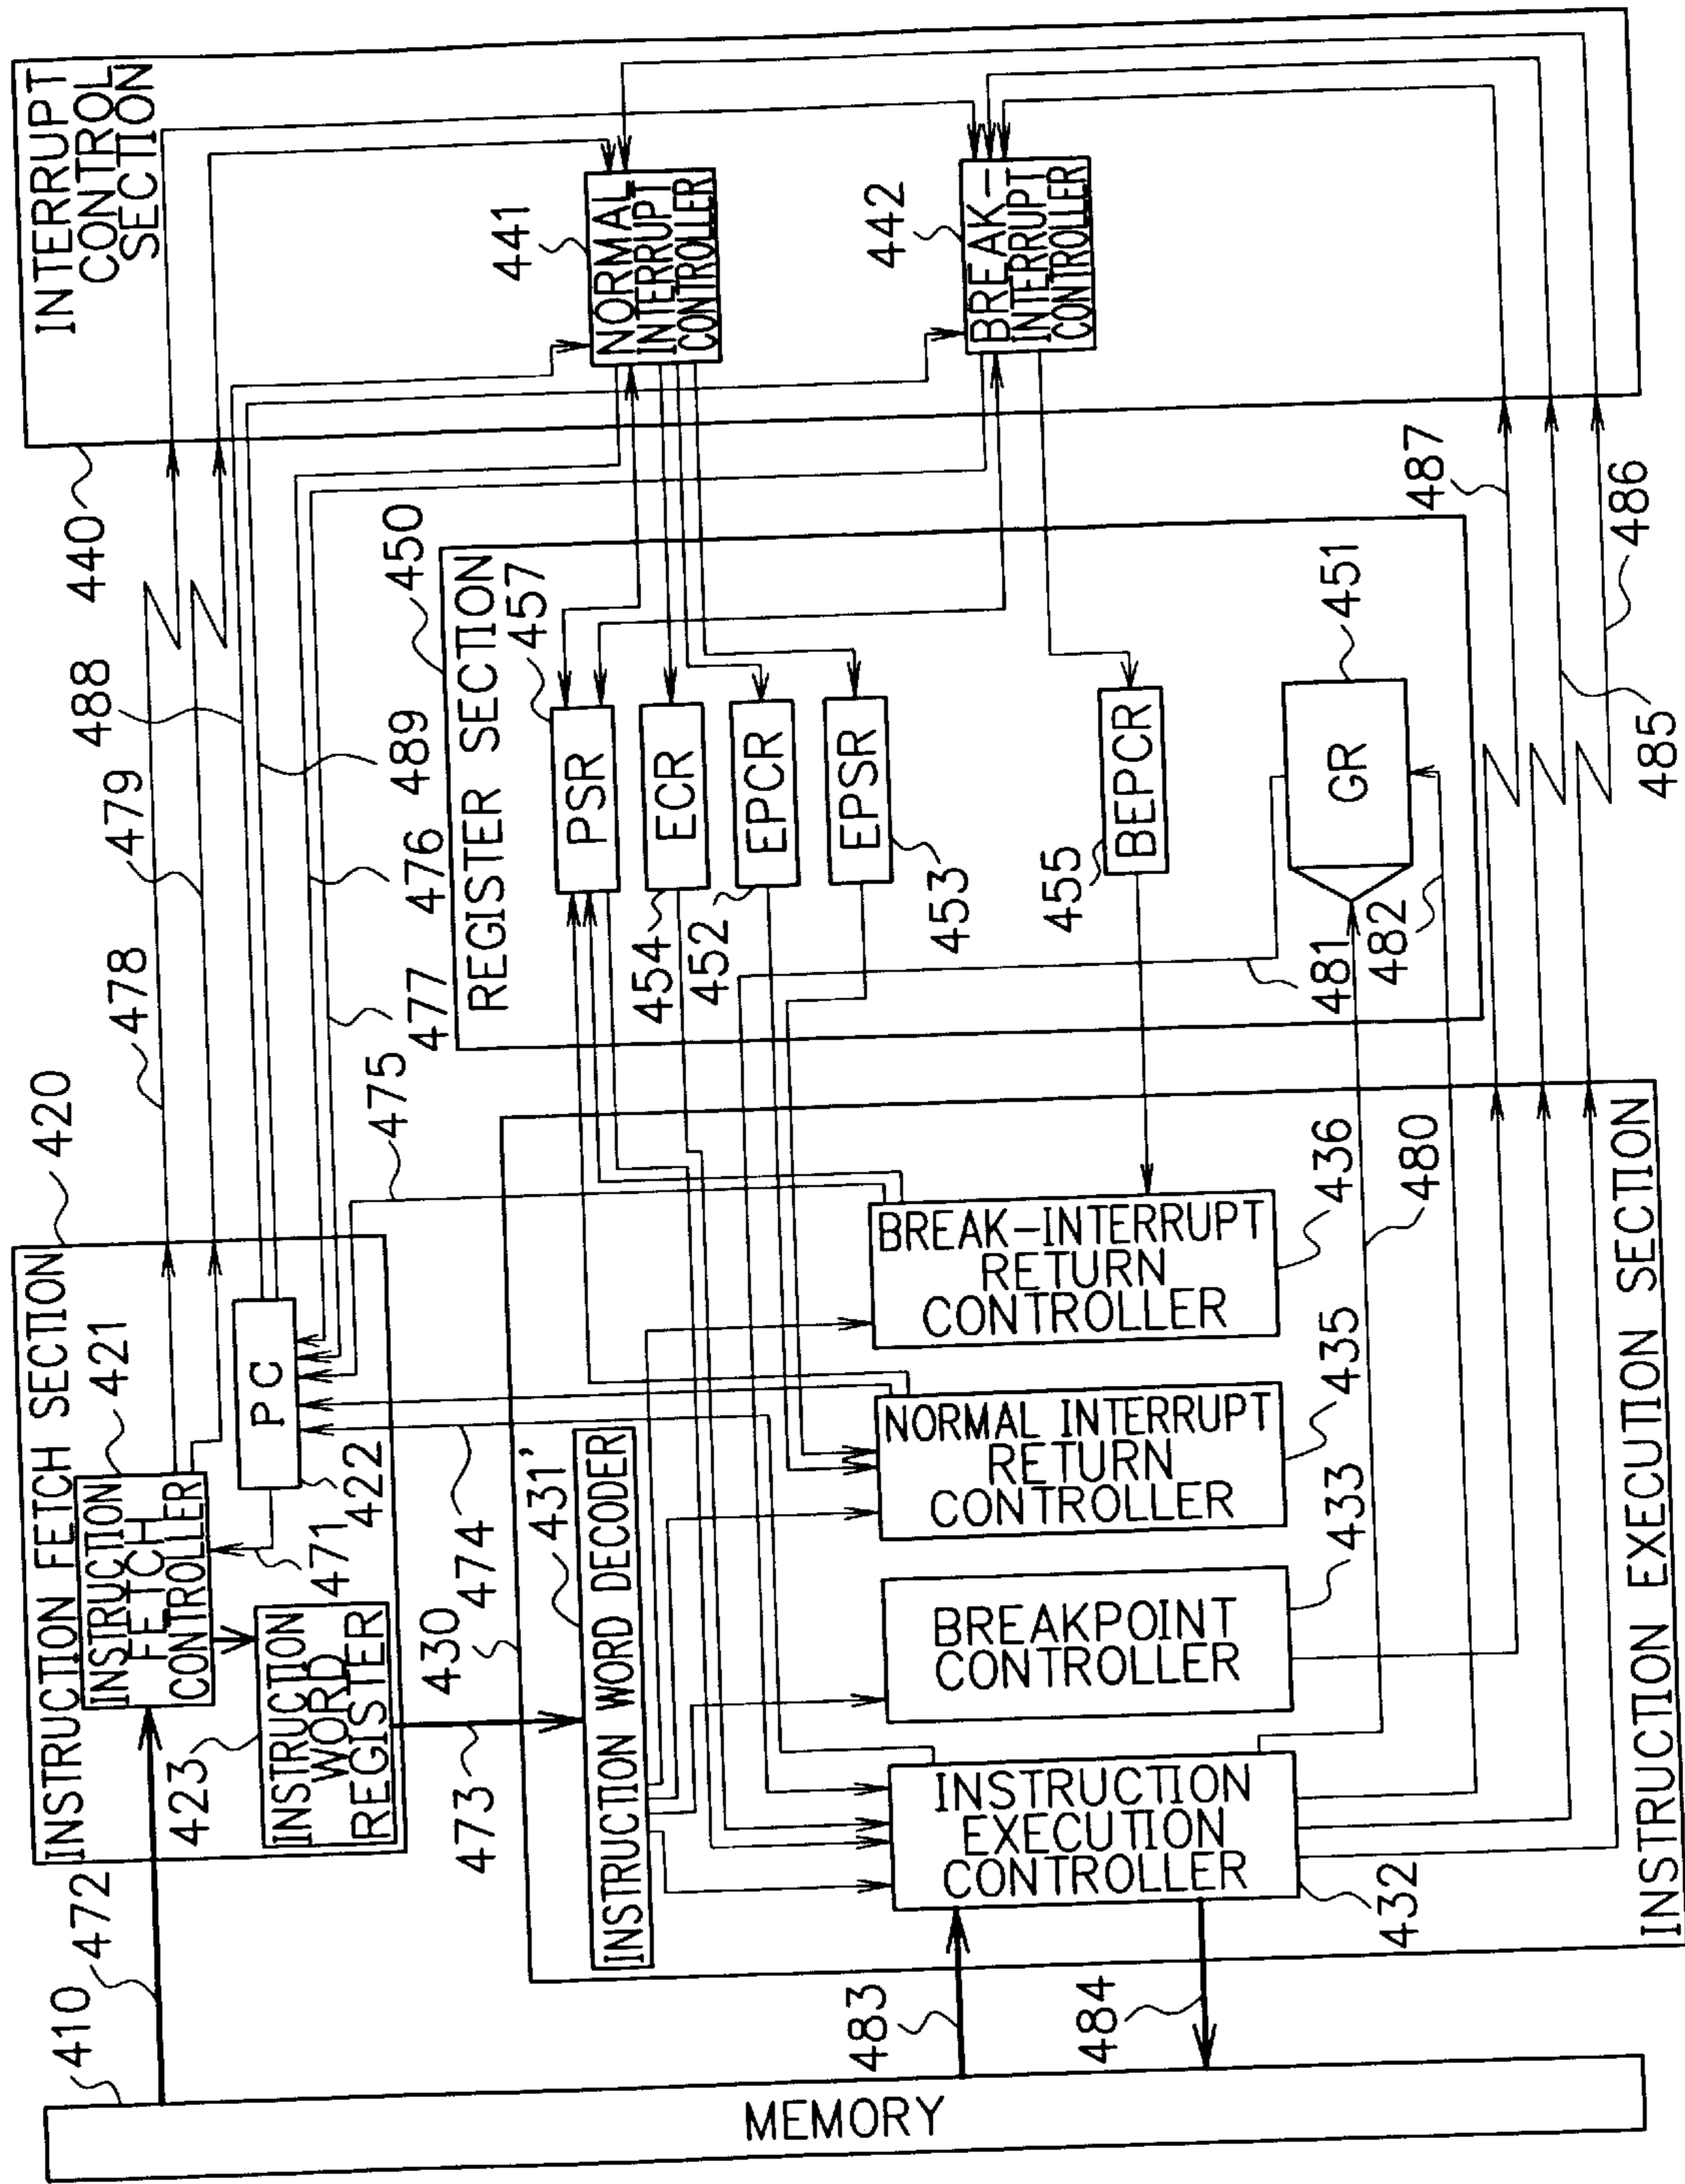 410
472
MEMORY
483
484
INSTRUCTION FETCH SECTION
420
INSTRUCTION
FETCH
CONTROLLER
421
PC
422
471
423
INSTRUCTION
WORD
REGISTER
473
430
474
475
INSTRUCTION WORD DECODER
431'
INSTRUCTION
EXECUTION
CONTROLLER
432
BREAKPOINT
CONTROLLER
433
NORMAL INTERRUPT
RETURN
CONTROLLER
435
BREAK-INTERRUPT
RETURN
CONTROLLER
436
480
INSTRUCTION EXECUTION SECTION
478
479
488
477
476
489
REGISTER SECTION
450
457
PSR
454
ECR
452
EPCR
EPSR
453
455
BEPCR
GR
451
481
482
485
486
487
440
INTERRUPT
CONTROL
SECTION
441
NORMAL
INTERRUPT
CONTROLLER
442
BREAK-
INTERRUPT
CONTROLLER